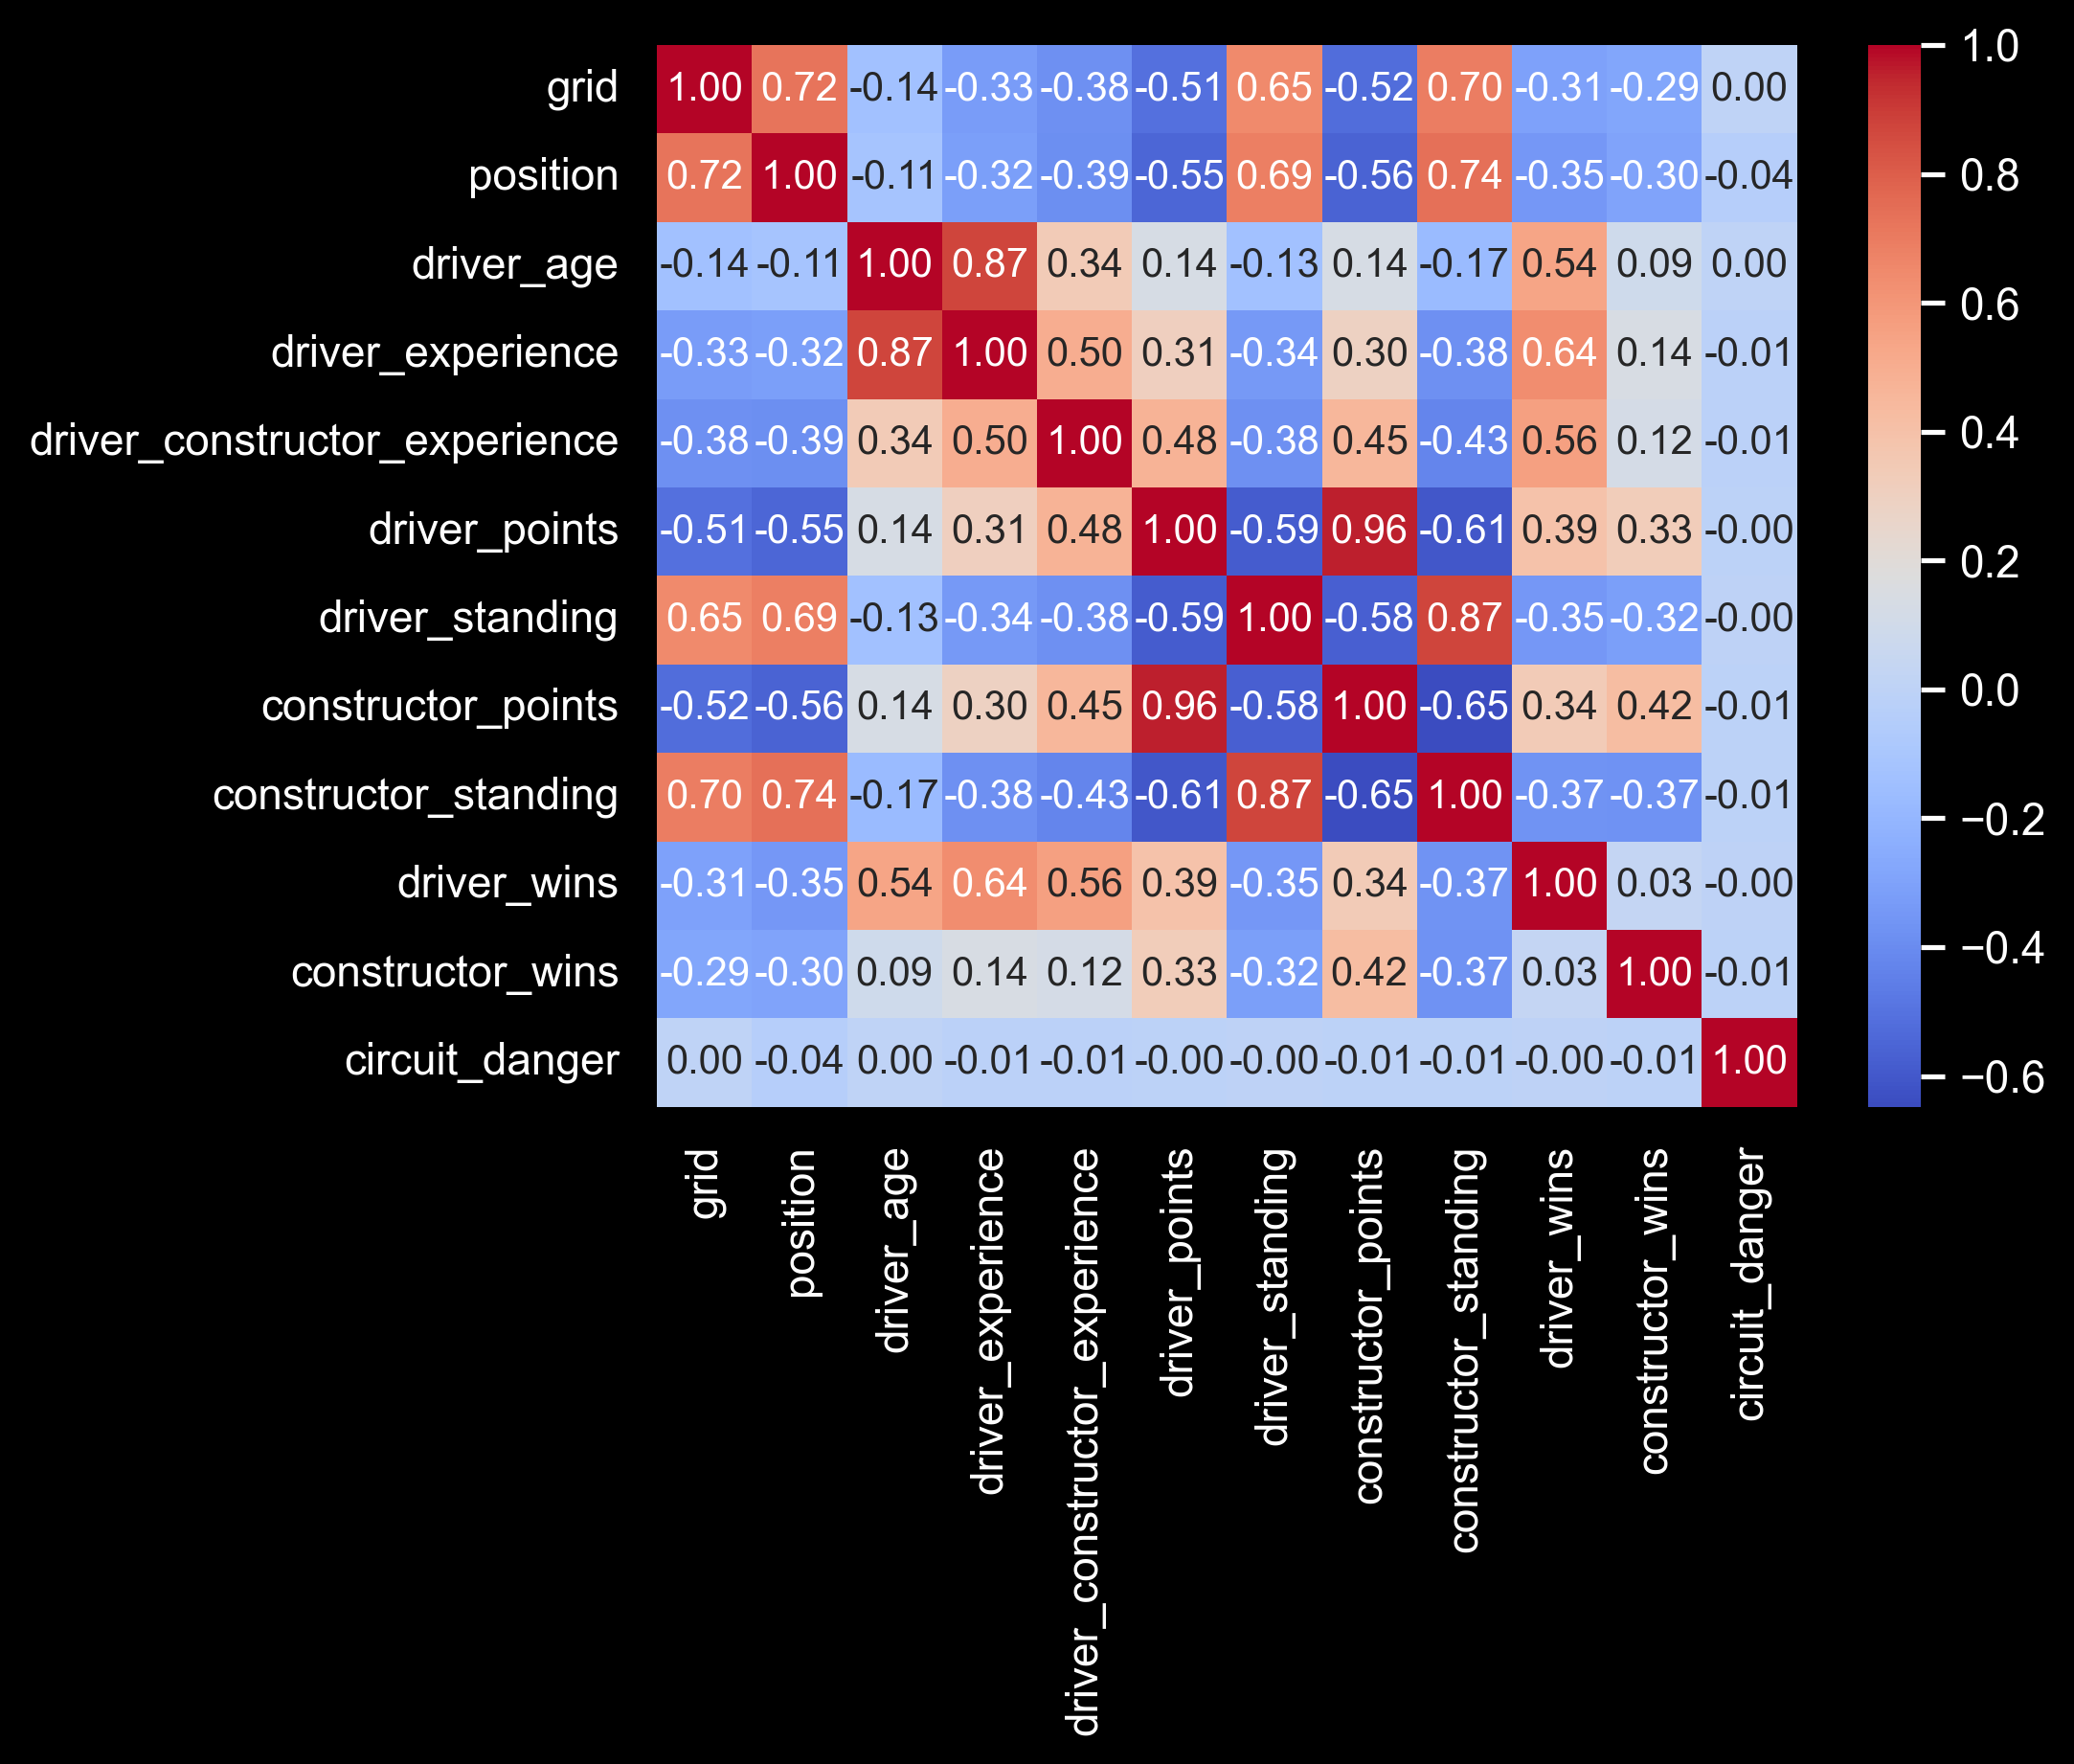 grid 1.00 0.72 -0.14 -0.33 -0.38 -0.51 0.65 -0.52 0.70 -0.31 -0.29 0.00
position 0.72 1.00 -0.11 -0.32 -0.39 -0.55 0.69 -0.56 0.74 -0.35 -0.30 -0.04
driver_age -0.14 -0.11 1.00 0.87 0.34 0.14 -0.13 0.14 -0.17 0.54 0.09 0.00
driver_experience -0.33 -0.32 0.87 1.00 0.50 0.31 -0.34 0.30 -0.38 0.64 0.14 -0.01
driver_constructor_experience -0.38 -0.39 0.34 0.50 1.00 0.48 -0.38 0.45 -0.43 0.56 0.12 -0.01
driver_points -0.51 -0.55 0.14 0.31 0.48 1.00 -0.59 0.96 -0.61 0.39 0.33 -0.00
driver_standing 0.65 0.69 -0.13 -0.34 -0.38 -0.59 1.00 -0.58 0.87 -0.35 -0.32 -0.00
constructor_points -0.52 -0.56 0.14 0.30 0.45 0.96 -0.58 1.00 -0.65 0.34 0.42 -0.01
constructor_standing 0.70 0.74 -0.17 -0.38 -0.43 -0.61 0.87 -0.65 1.00 -0.37 -0.37 -0.01
driver_wins -0.31 -0.35 0.54 0.64 0.56 0.39 -0.35 0.34 -0.37 1.00 0.03 -0.00
constructor_wins -0.29 -0.30 0.09 0.14 0.12 0.33 -0.32 0.42 -0.37 0.03 1.00 -0.01
circuit_danger 0.00 -0.04 0.00 -0.01 -0.01 -0.00 -0.00 -0.01 -0.01 -0.00 -0.01 1.00
grid
position
driver_age
driver_experience
driver_constructor_experience
driver_points
driver_standing
constructor_points
constructor_standing
driver_wins
constructor_wins
circuit_danger
1.0
0.8
0.6
0.4
0.2
0.0
−0.2
−0.4
−0.6